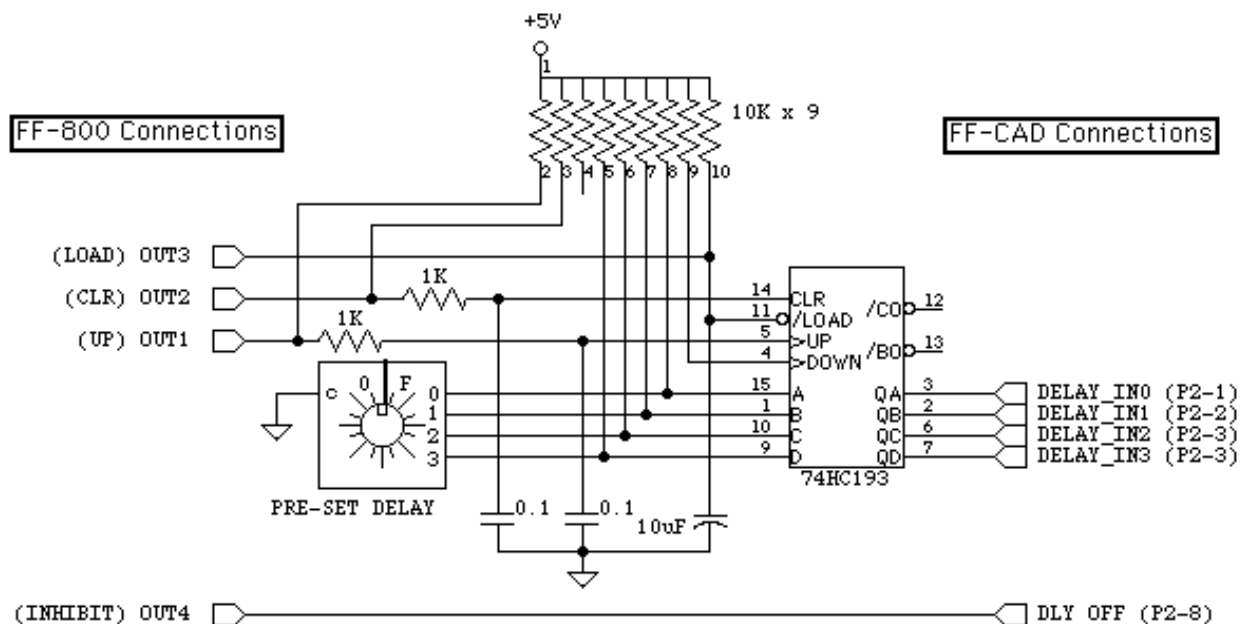 +5V
1
FF-800 Connections
10K x 9
FF-CAD Connections
2 3 4 5 6 7 8 9 10
(LOAD) OUT3
(CLR) OUT2
1K
14 CLR
/CO 12
11 /LOAD
(UP) OUT1
1K
5 >UP
4 >DOWN
/BO 13
C
0 F
0
1
2
3
15 A
1 B
10 C
9 D
QA 3 DELAY_IN0 (P2-1)
QB 2 DELAY_IN1 (P2-2)
QC 6 DELAY_IN2 (P2-3)
QD 7 DELAY_IN3 (P2-3)
74HC193
PRE-SET DELAY
0.1
0.1
10uF
(INHIBIT) OUT4
DLY OFF (P2-8)